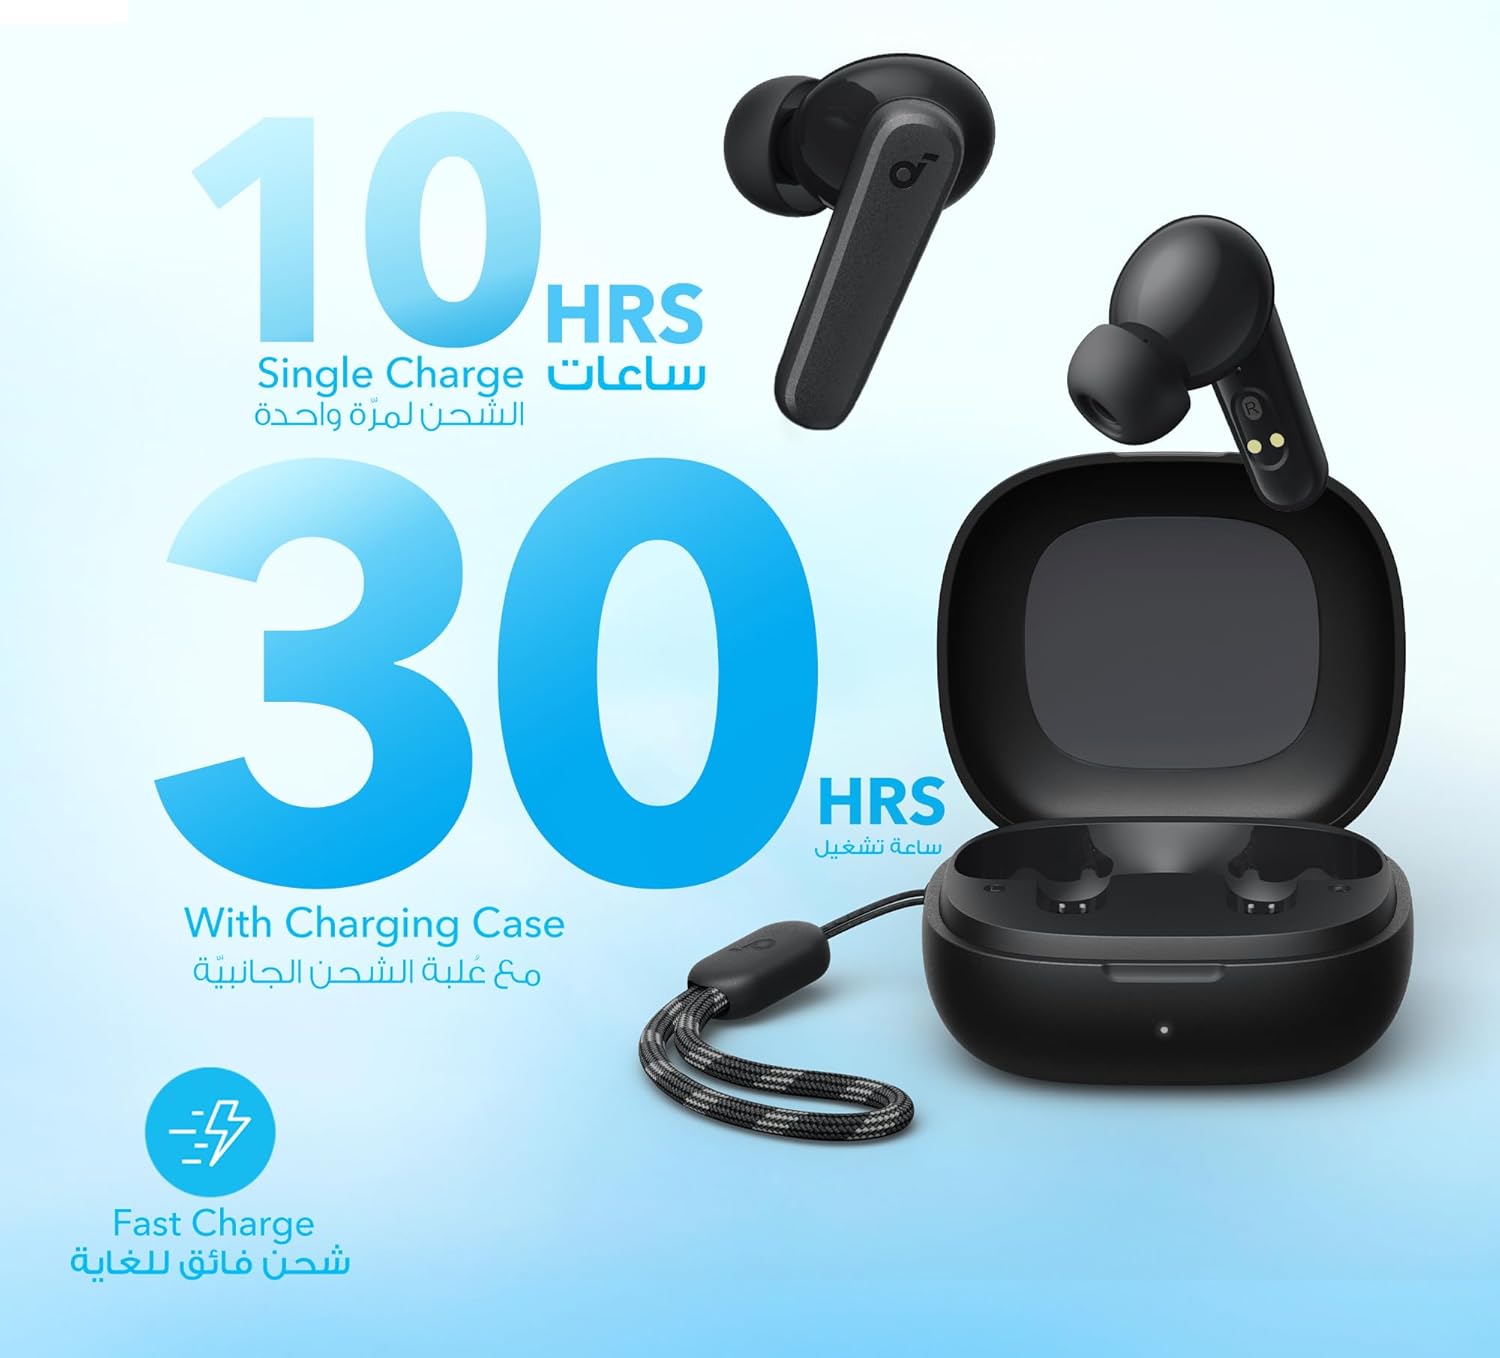 10 HRS
ساعات
Single Charge
الشحن لمرّة واحدة
30 HRS
ساعة تشغيل
With Charging Case
مع عُلبة الشحن الجانبيّة
R
Fast Charge
شحن فائق للغاية